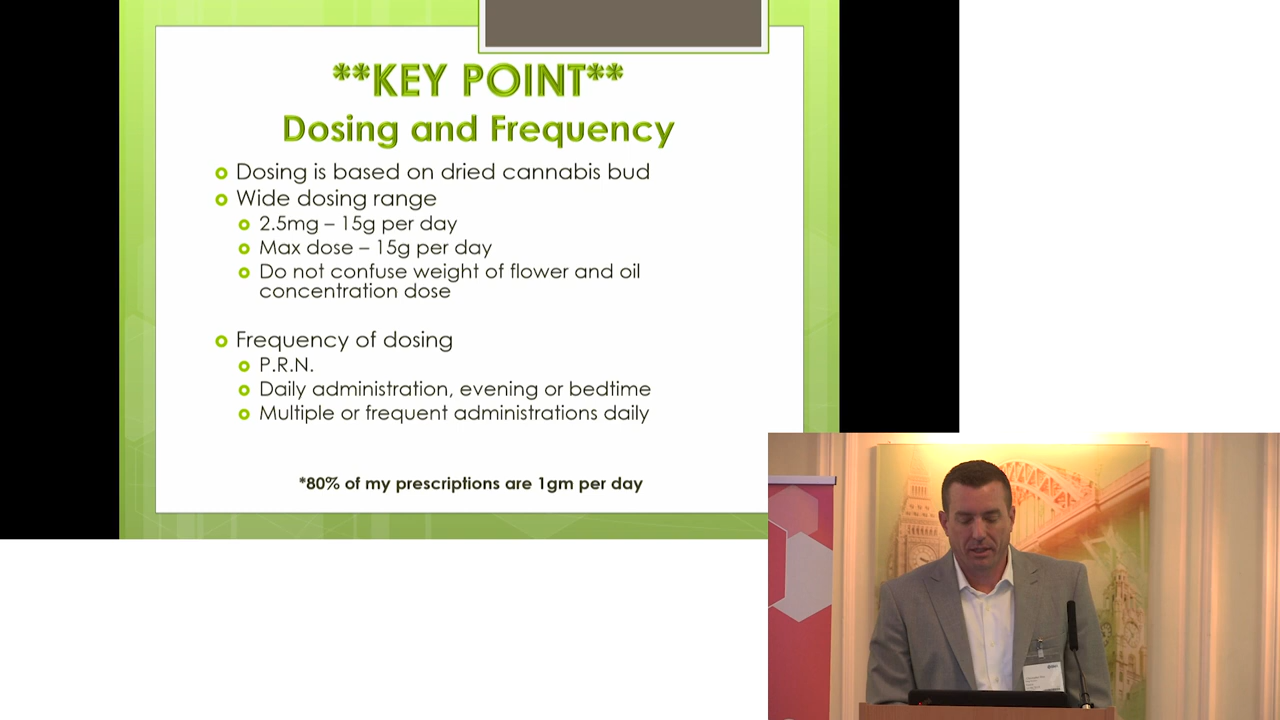 **KEY POINT**
Dosing and Frequency
Dosing is based on dried cannabis bud
Wide dosing range
2.5mg – 15g per day
Max dose – 15g per day
Do not confuse weight of flower and oil
concentration dose
Frequency of dosing
P.R.N.
Daily administration, evening or bedtime
Multiple or frequent administrations daily
*80% of my prescriptions are 1gm per day